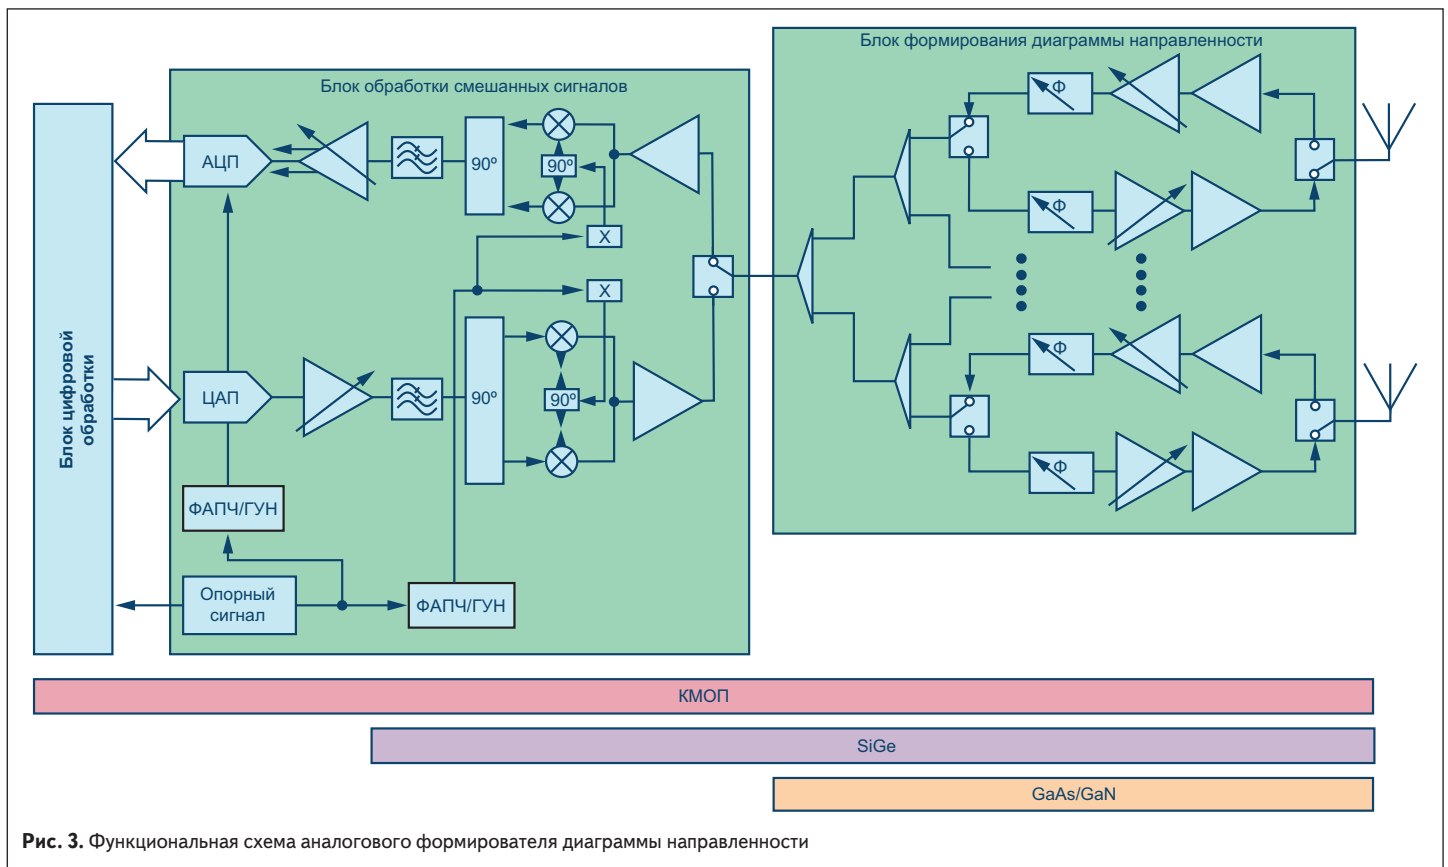 Блок формирования диаграммы направленности
Блок обработки смешанных сигналов
Φ
АЦП
90º
90º
Φ
X
X
Φ
Блок цифровой
обработки
ЦАП
90º
90º
Φ
ФАПЧ/ГУН
Опорный
сигнал
ФАПЧ/ГУН
КМОП
SiGe
GaAs/GaN
Рис. 3. Функциональная схема аналогового формирователя диаграммы направленности